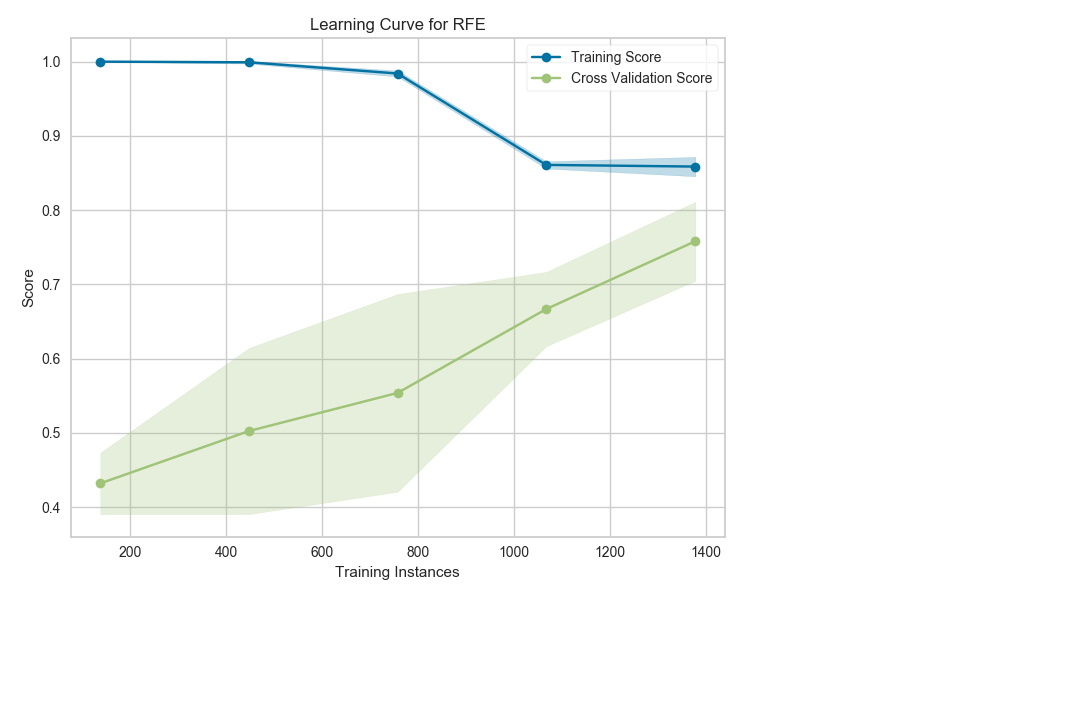 Learning Curve for RFE
Training Score
Cross Validation Score
1.0
0.9
0.8
0.7
0.6
0.5
0.4
Score
200 400 600 800 1000 1200 1400
Training Instances